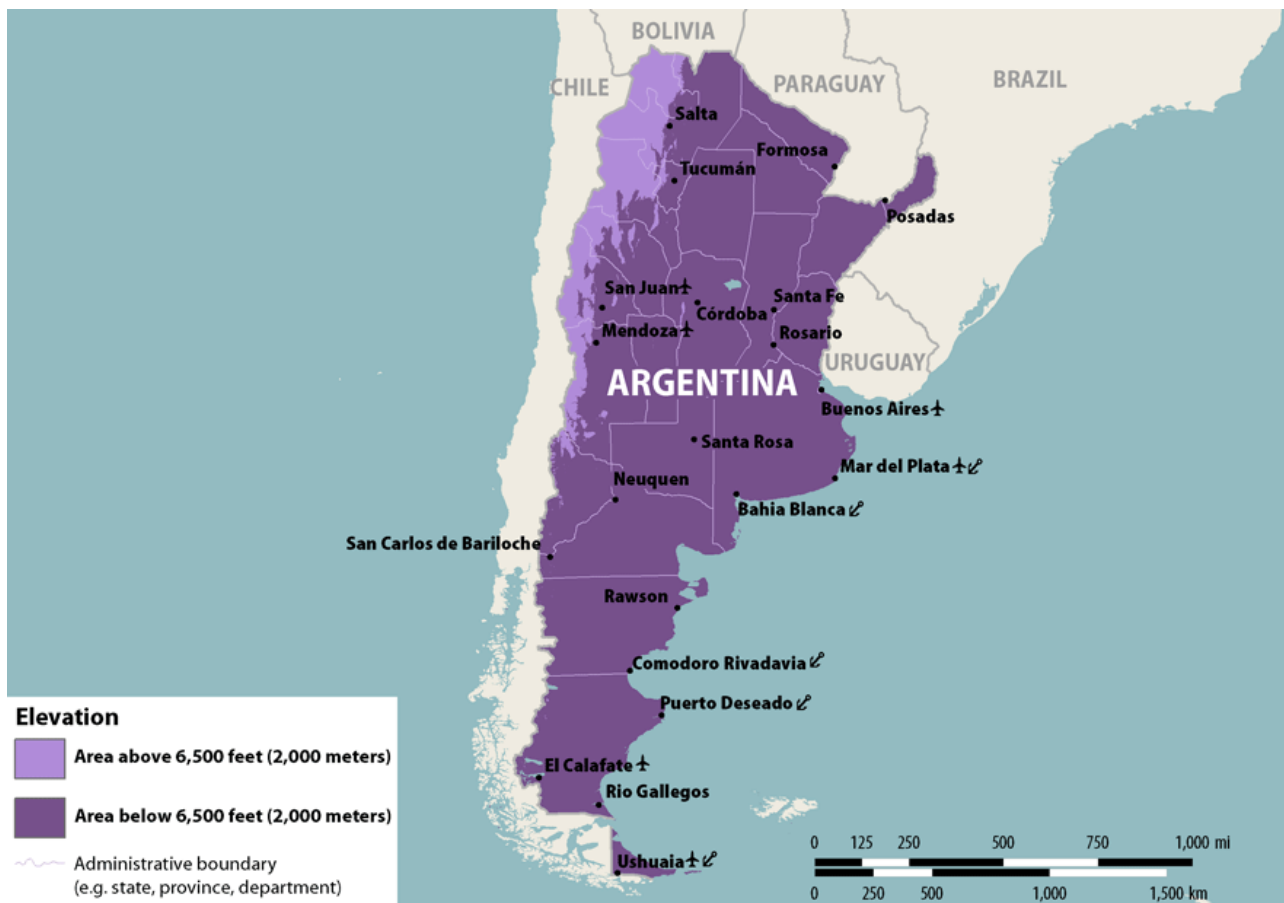 BOLIVIA
CHILE
PARAGUAY
BRAZIL
Salta
Formosa
Tucumán
Posadas
San Juan
Santa Fe
Córdoba
Mendoza
Rosario
URUGUAY
ARGENTINA
Buenos Aires
Santa Rosa
Mar del Plata
Neuquen
Bahia Blanca
San Carlos de Bariloche
Rawson
Comodoro Rivadavia
Puerto Deseado
El Calafate
Rio Gallegos
Ushuaia
Elevation
Area above 6,500 feet (2,000 meters)
Area below 6,500 feet (2,000 meters)
Administrative boundary
(e.g. state, province, department)
0 125 250 500 750 1,000 mi
0 250 500 1,000 1,500 km